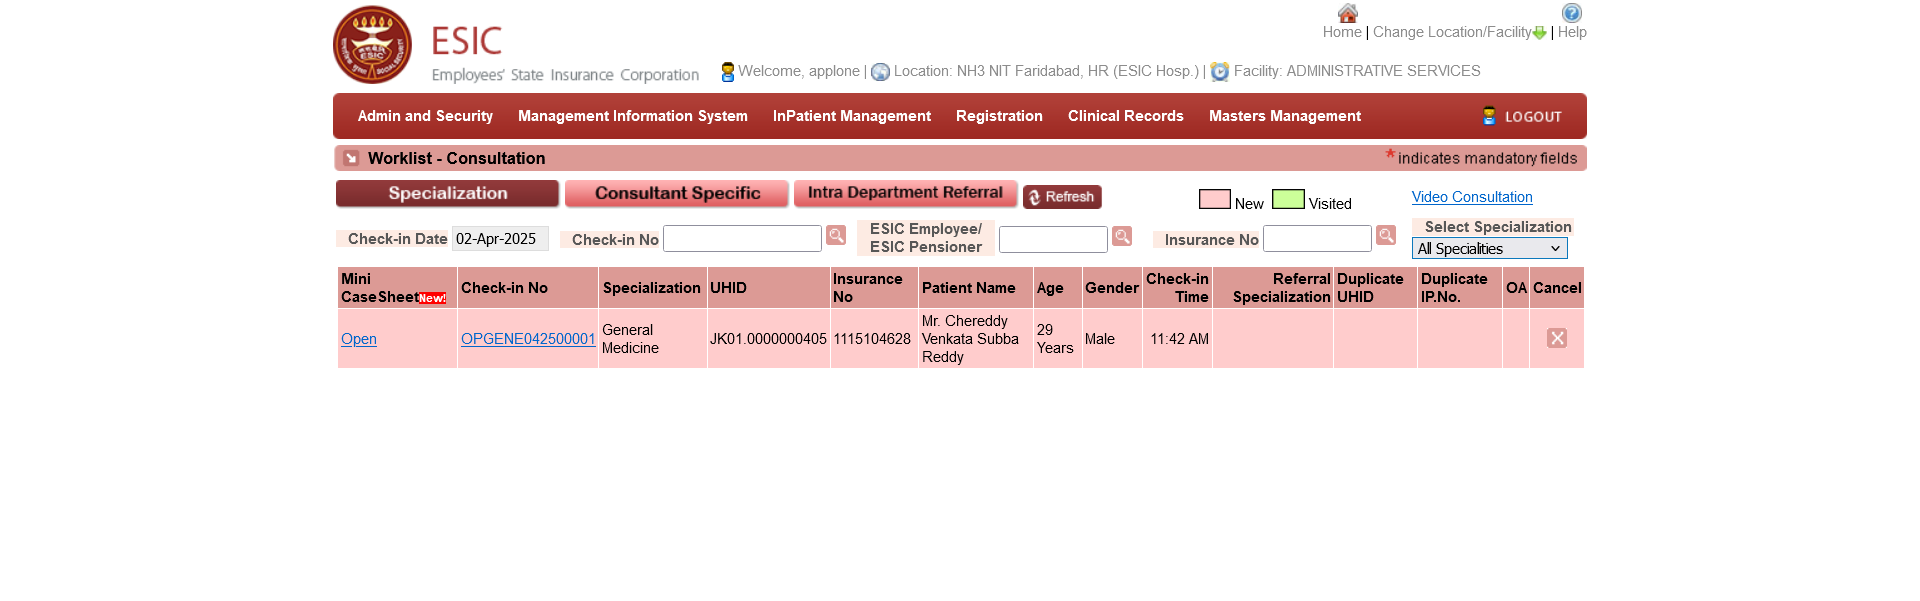 ESIC
Employees' State Insurance Corporation
Home | Change Location/Facility | Help
Welcome, applone | Location: NH3 NIT Faridabad, HR (ESIC Hosp.) | Facility: ADMINISTRATIVE SERVICES
Admin and Security Management Information System InPatient Management Registration Clinical Records Masters Management LOGOUT
Worklist - Consultation * indicates mandatory fields
Specialization Consultant Specific Intra Department Referral Refresh New Visited Video Consultation
Check-in Date 02-Apr-2025 Check-in No ESIC Employee/ ESIC Pensioner Insurance No Select Specialization
All Specialities
Mini CaseSheet New! Check-in No Specialization UHID Insurance No Patient Name Age Gender Check-in Time Referral Specialization Duplicate UHID Duplicate IP.No. OA Cancel
Open OPGENE042500001 General Medicine JK01.0000000405 1115104628 Mr. Chereddy Venkata Subba Reddy 29 Years Male 11:42 AM